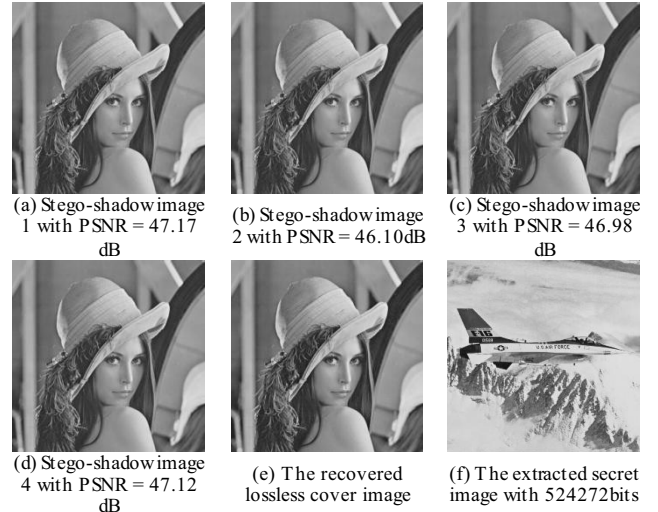 (a) Stego-shadow image
1 with PSNR = 47.17
dB
(b) Stego-shadow image
2 with PSNR = 46.10dB
(c) Stego-shadow image
3 with PSNR = 46.98
dB
(d) Stego-shadow image
4 with PSNR = 47.12
dB
(e) The recovered
lossless cover image
U.S. AIR FORCE
(f) The extracted secret
image with 524272bits